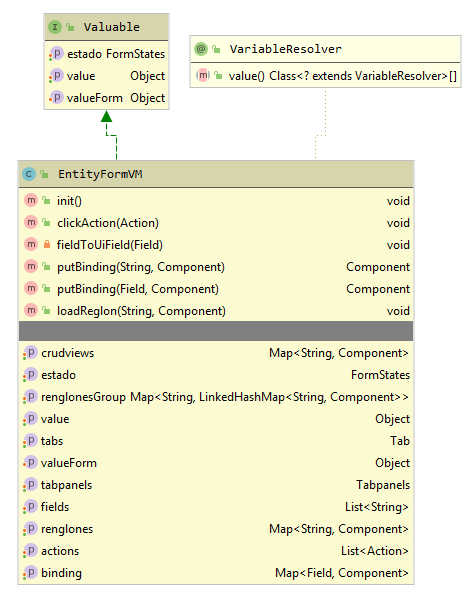 I Valuable
p estado FormStates
p value Object
p valueForm Object
@ VariableResolver
m value() Class<? extends VariableResolver>[]
C EntityFormVM
m init() void
m clickAction(Action) void
m fieldToUiField(Field) void
m putBinding(String, Component) Component
m putBinding(Field, Component) Component
m loadReglon(String, Component) void
p crudviews Map<String, Component>
p estado FormStates
p renglonesGroup Map<String, LinkedHashMap<String, Component>>
p value Object
p tabs Tab
p valueForm Object
p tabpanels Tabpanels
p fields List<String>
p renglones Map<String, Component>
p actions List<Action>
p binding Map<Field, Component>